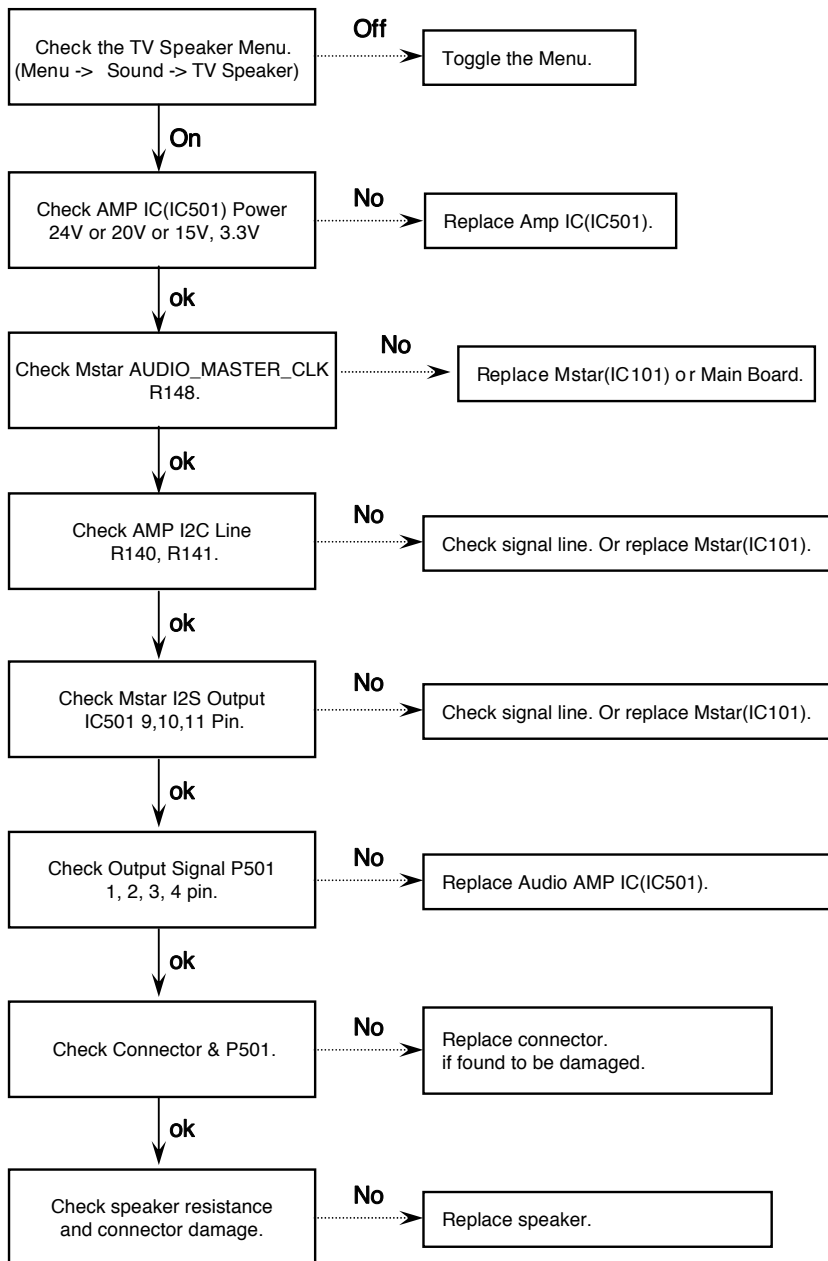 Check the TV Speaker Menu.
(Menu -> Sound -> TV Speaker)
Off
Toggle the Menu.
On
Check AMP IC(IC501) Power
24V or 20V or 15V, 3.3V
No
Replace Amp IC(IC501).
ok
Check Mstar AUDIO_MASTER_CLK
R148.
No
Replace Mstar(IC101) or Main Board.
ok
Check AMP I2C Line
R140, R141.
No
Check signal line. Or replace Mstar(IC101).
ok
Check Mstar I2S Output
IC501 9,10,11 Pin.
No
Check signal line. Or replace Mstar(IC101).
ok
Check Output Signal P501
1, 2, 3, 4 pin.
No
Replace Audio AMP IC(IC501).
ok
Check Connector & P501.
No
Replace connector.
if found to be damaged.
ok
Check speaker resistance
and connector damage.
No
Replace speaker.